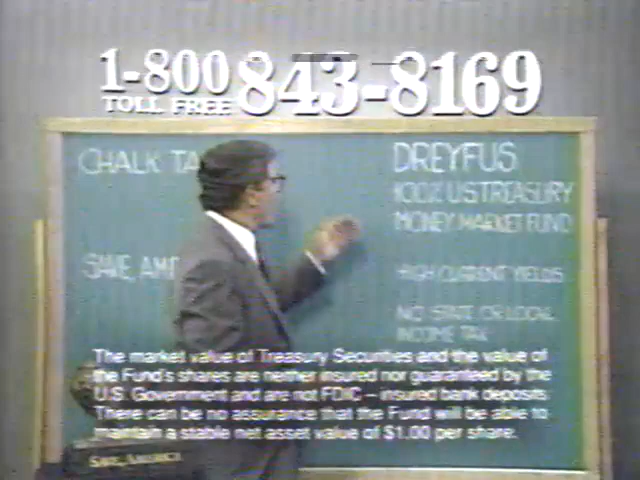 1-800 843-8169
TOLL FREE
CHALK TA
DREYFUS
100% U.S. TREASURY
MONEY MARKET FUND
SAVE, AME
HIGH CURRENT YIELDS
NO STATE OR LOCAL
INCOME TAX
The market value of Treasury Securities and the value of
the Fund's shares are neither insured nor guaranteed by the
U.S. Government and are not FDIC – insured bank deposits.
There can be no assurance that the Fund will be able to
maintain a stable net asset value of $1.00 per share.
SAVE, AMERICA